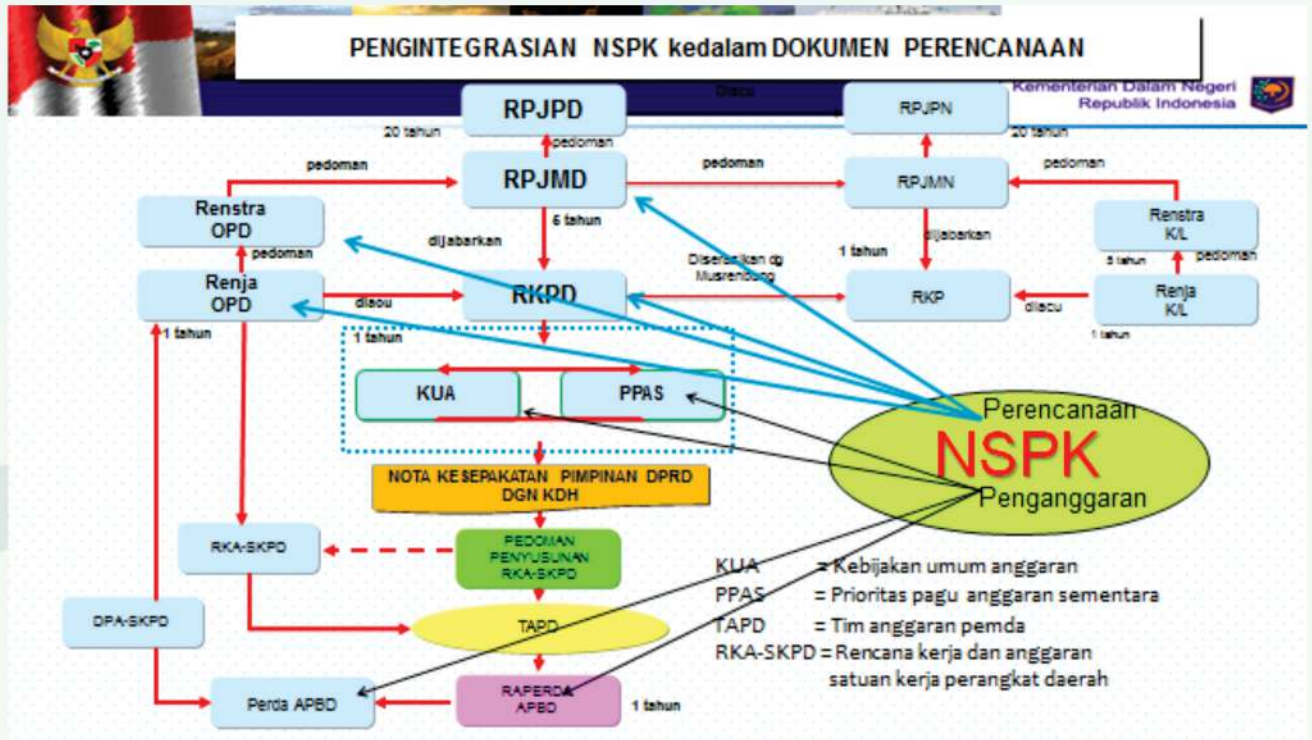 PENGINTEGRASIAN NSPK kedalam DOKUMEN PERENCANAAN
Kementerian Dalam Negeri
Republik Indonesia
RPJPD
Diacu
RPJPN
20 tahun
pedoman
20 tahun
pedoman
RPJMD
pedoman
RPJMN
pedoman
Renstra
OPD
5 tahun
dijabarkan
1 tahun
dijabarkan
Renstra
K/L
pedoman
5 tahun
pedoman
Renja
OPD
diacu
RKPD
Diserasikan dg
Musrenbang
RKP
diacu
Renja
K/L
1 tahun
1 tahun
1 tahun
KUA
PPAS
Perencanaan
NSPK
Penganggaran
NOTA KESEPAKATAN PIMPINAN DPRD
DGN KDH
RKA-SKPD
PEDOMAN
PENYUSUNAN
RKA-SKPD
KUA = Kebijakan umum anggaran
PPAS = Prioritas pagu anggaran sementara
TAPD = Tim anggaran pemda
RKA-SKPD = Rencana kerja dan anggaran
satuan kerja perangkat daerah
DPA-SKPD
TAPD
Perda APBD
RAPERDA
APBD
1 tahun